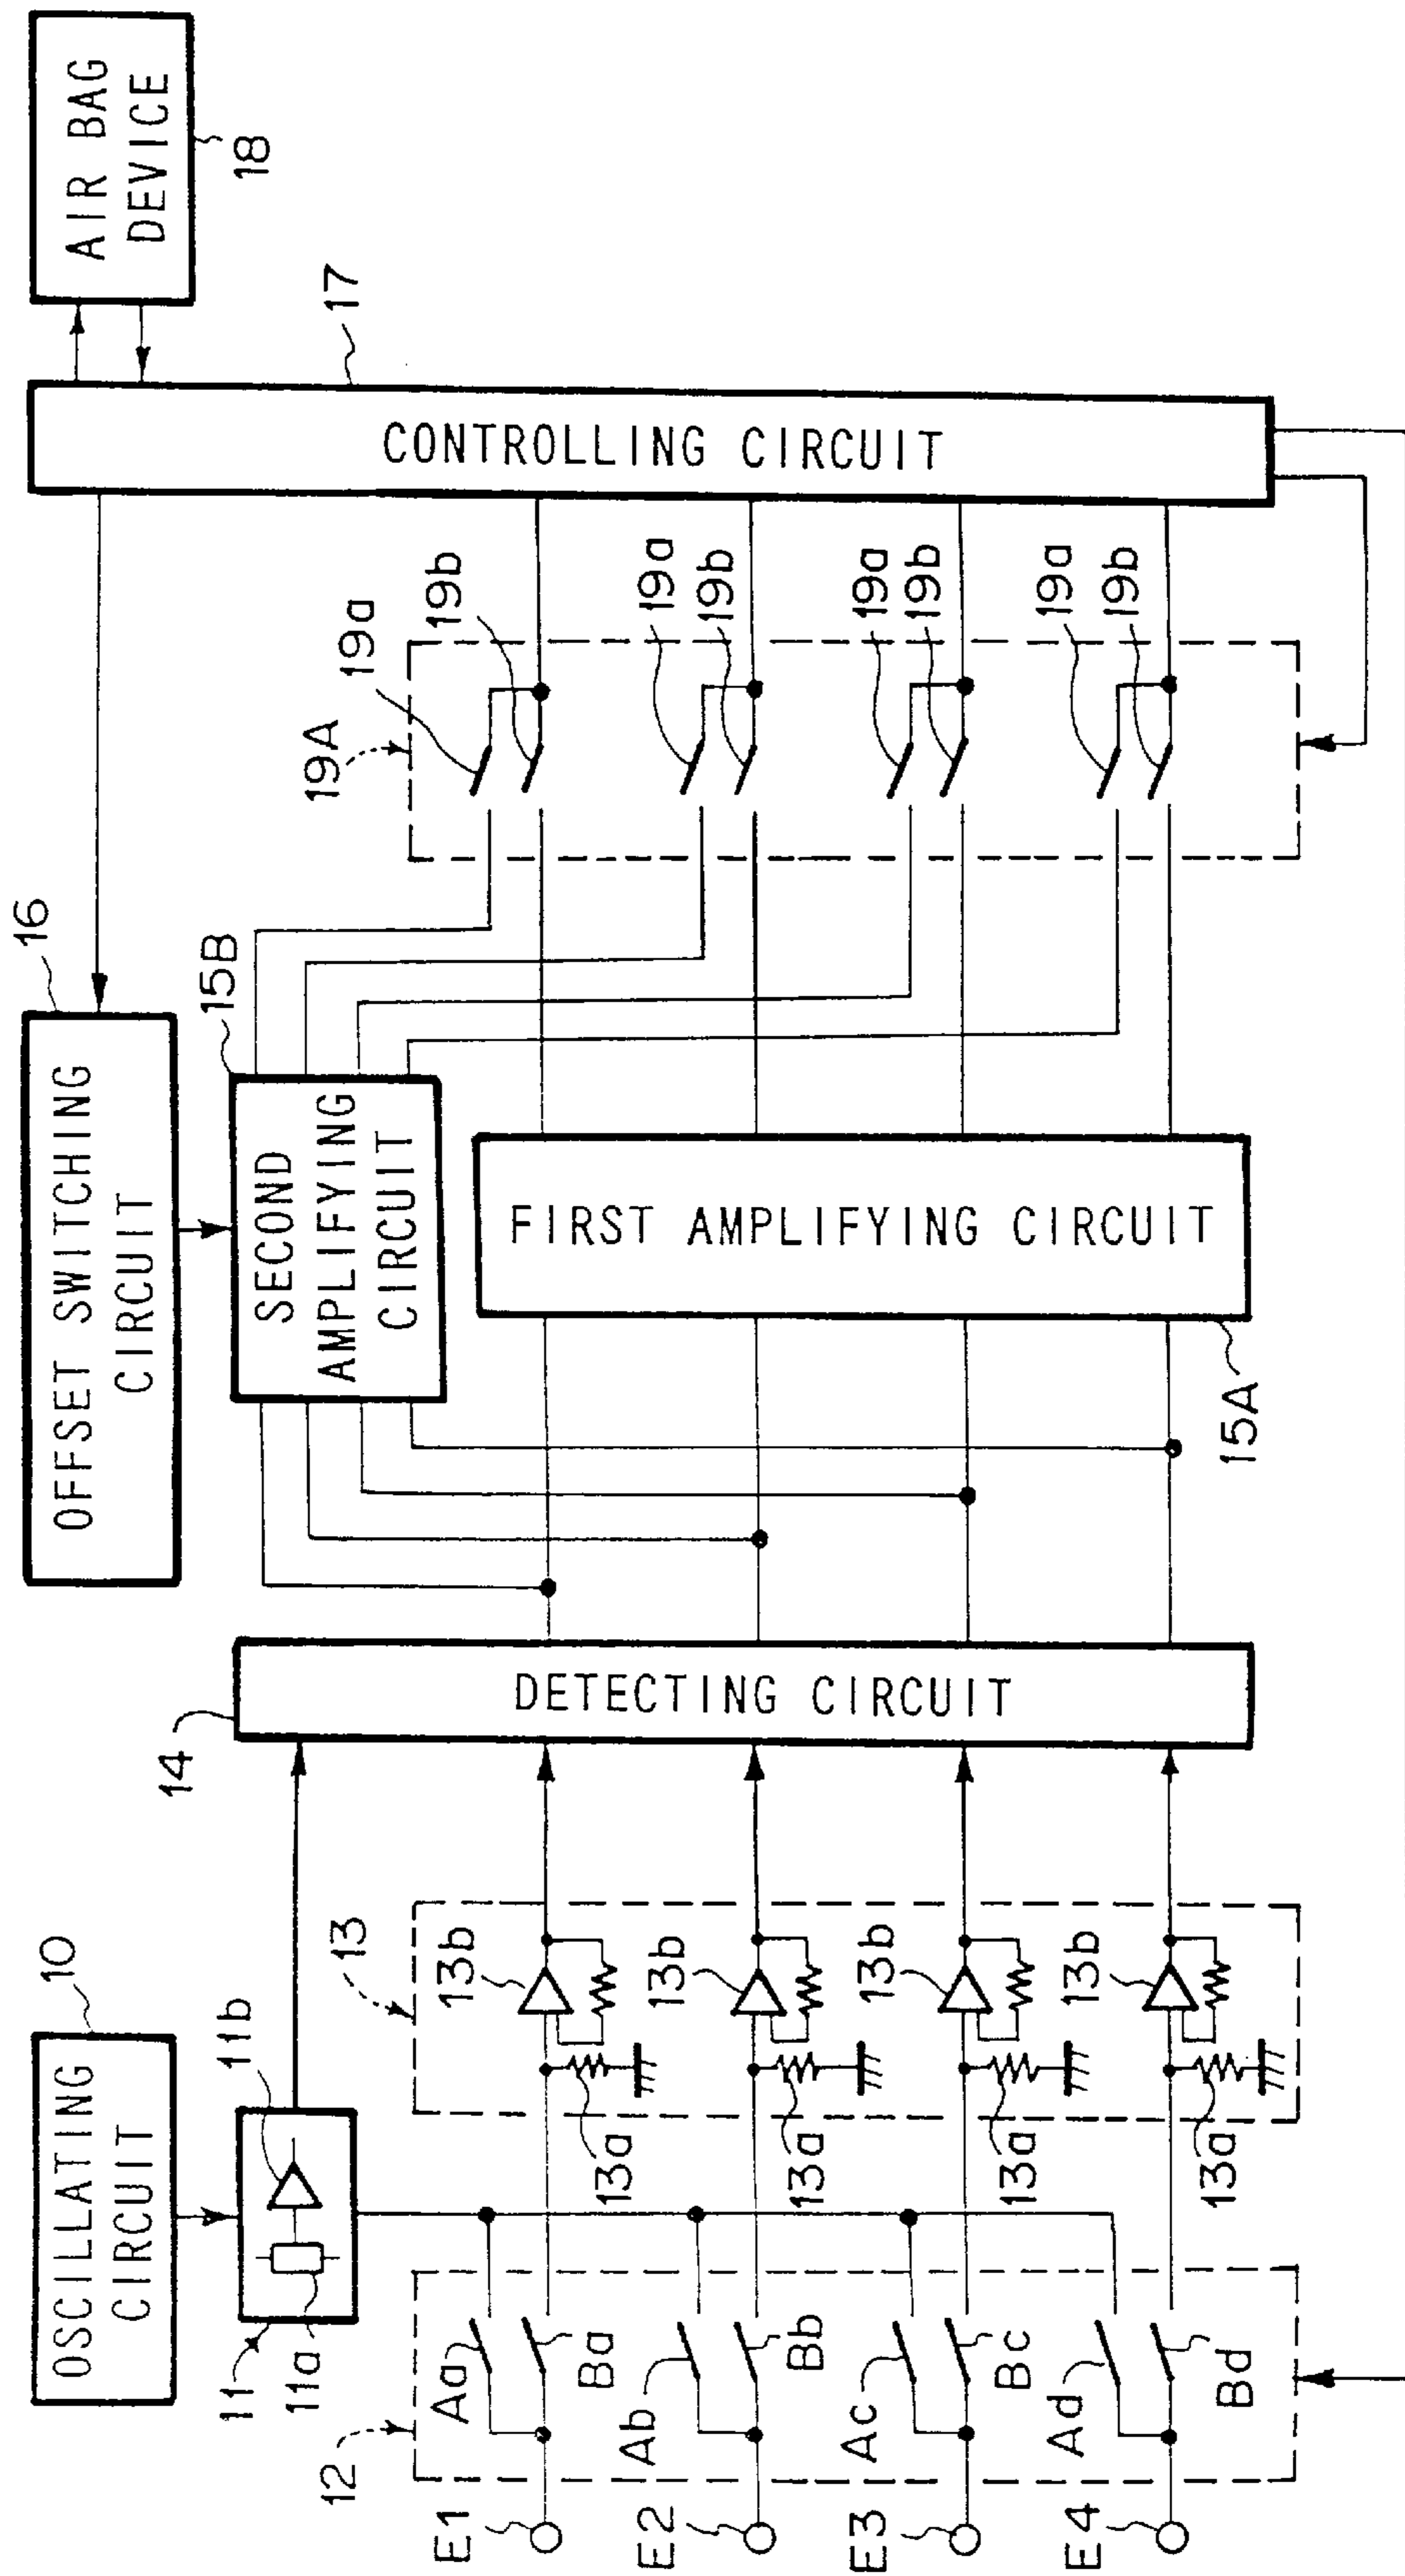 OSCILLATING
CIRCUIT
10
11
11a
11b
12
Aa
Ba
Ab
Bb
Ac
Bc
Ad
Bd
E1
E2
E3
E4
13
13b
13a
13b
13a
13b
13a
13b
13a
14
DETECTING CIRCUIT
OFFSET SWITCHING
CIRCUIT
16
SECOND
AMPLIFYING
CIRCUIT
15B
FIRST AMPLIFYING CIRCUIT
15A
19A
19a
19b
19a
19b
19a
19b
19a
19b
CONTROLLING CIRCUIT
17
AIR BAG
DEVICE
18